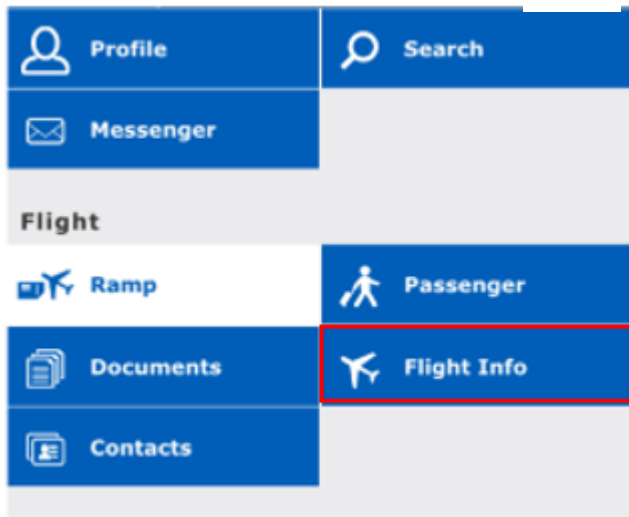 Profile
Search
Messenger
Flight
Ramp
Passenger
Documents
Flight Info
Contacts